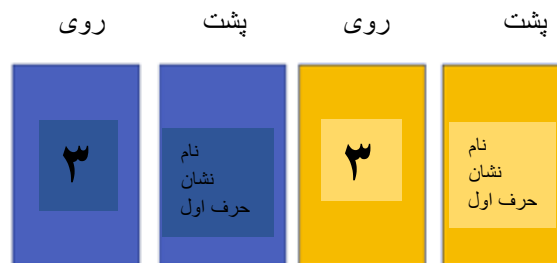 پشت روی پشت روی
نام
نشان
حرف اول
۳
نام
نشان
حرف اول
۳